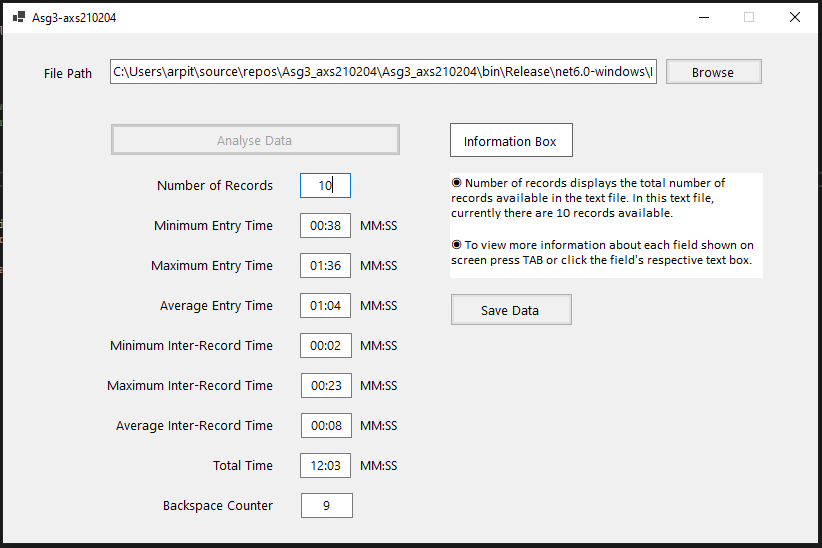 Asg3-axs210204
File Path
C:\Users\arpit\source\repos\Asg3_axs210204\Asg3_axs210204\bin\Release\net6.0-windows\
Browse
Analyse Data
Information Box
Number of Records 10
Minimum Entry Time 00:38 MM:SS
Maximum Entry Time 01:36 MM:SS
Average Entry Time 01:04 MM:SS
Minimum Inter-Record Time 00:02 MM:SS
Maximum Inter-Record Time 00:23 MM:SS
Average Inter-Record Time 00:08 MM:SS
Total Time 12:03 MM:SS
Backspace Counter 9
◉ Number of records displays the total number of
records available in the text file. In this text file,
currently there are 10 records available.
◉ To view more information about each field shown on
screen press TAB or click the field's respective text box.
Save Data